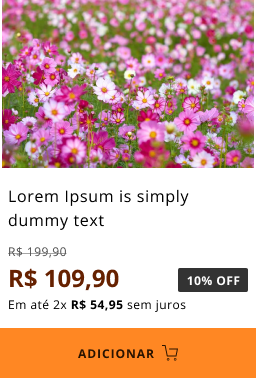 Lorem Ipsum is simply
dummy text
R$ 199,90
R$ 109,90
10% OFF
Em até 2x R$ 54,95 sem juros
ADICIONAR